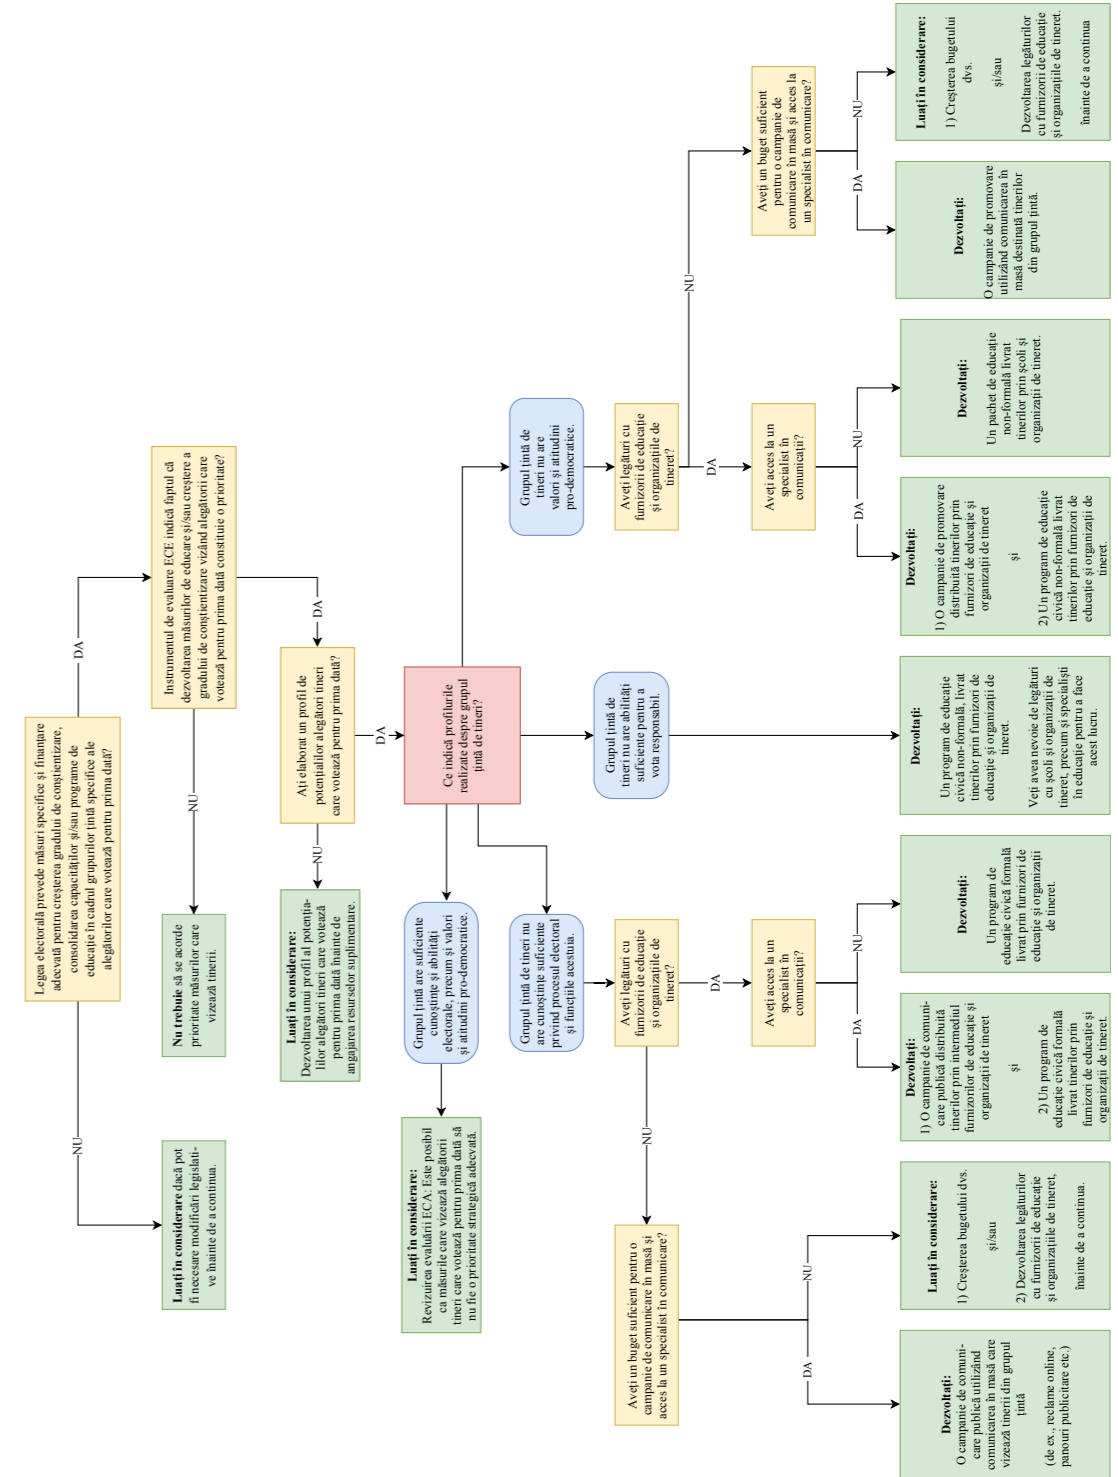 Legea electorală prevede măsuri specifice și finanțare
adecvată pentru creșterea gradului de conștientizare,
consolidarea capacităților și/sau programe de
educație în cadrul grupurilor țintă specifice ale
alegătorilor care votează pentru prima dată?
NU
DA
Luați în considerare dacă pot
fi necesare modificări legislati-
ve înainte de a continua.
Instrumentul de evaluare ECE indică faptul că
dezvoltarea măsurilor de educare și/sau creștere a
gradului de conștientizare vizând alegătorii care
votează pentru prima dată constituie o prioritate?
NU
DA
Nu trebuie să se acorde
prioritate măsurilor care
vizează tinerii.
Ați elaborat un profil de
potențialilor alegători tineri
care votează pentru prima dată?
NU
DA
Luați în considerare:
Dezvoltarea unui profil al potenția-
lilor alegători tineri care votează
pentru prima dată înainte de
angajarea resurselor suplimentare.
Ce indică profilurile
realizate despre grupul
țintă de tineri?
Grupul țintă are suficiente
cunoștințe și abilități
electorale, precum și valori
și atitudini pro-democratice.
Luați în considerare:
Revizuirea evaluării ECA: Este posibil
ca măsurile care vizează alegătorii
tineri care votează pentru prima dată să
nu fie o prioritate strategică adecvată.
Grupul țintă de tineri nu
are cunoștințe suficiente
privind procesul electoral
și funcțiile acestuia.
Grupul țintă de
tineri nu are abilități
suficiente pentru a
vota responsabil.
Grupul țintă de
tineri nu are
valori și atitudini
pro-democratice.
Aveți legături cu
furnizorii de educație
și organizațiile de
tineret?
NU
DA
Aveți legături cu
furnizorii de educație
și organizațiile de
tineret?
DA
NU
Aveți un buget suficient pentru o
campanie de comunicare în masă și
acces la un specialist în comunicare?
DA
NU
Aveți acces la un
specialist în
comunicații?
DA
NU
Aveți acces la un
specialist în
comunicații?
DA
NU
Aveți un buget suficient
pentru o campanie de
comunicare în masă și acces la
un specialist în comunicare?
DA
NU
Dezvoltați:
O campanie de comuni-
care publică utilizând
comunicarea în masă care
vizează tinerii din grupul
țintă
(de ex., reclame online,
panouri publicitare etc.)
Luați în considerare:
1) Creșterea bugetului dvs.
și/sau
2) Dezvoltarea legăturilor
cu furnizorii de educație
și organizațiile de tineret,
înainte de a continua.
Dezvoltați:
1) O campanie de comuni-
care publică distribuită
tinerilor prin intermediul
furnizorilor de educație și
organizații de tineret
și
2) Un program de
educație civică formală
livrat tinerilor prin
furnizori de educație și
organizații de tineret.
Dezvoltați:
Un program de
educație civică formală
livrat prin furnizori de
educație și organizații
de tineret.
Dezvoltați:
Un program de educație
civică non-formală, livrat
tinerilor prin furnizori de
educație și organizații de
tineret.
Veți avea nevoie de legături
cu școli și organizații de
tineret, precum și specialiști
în educație pentru a face
acest lucru.
Dezvoltați:
1) O campanie de promovare
distribuită tinerilor prin
furnizori de educație și
organizații de tineret
și
2) Un program de educație
civică non-formală livrat
tinerilor prin furnizori de
educație și organizații de
tineret.
Dezvoltați:
Un pachet de educație
non-formală livrat
tinerilor prin școli și
organizații de tineret.
Dezvoltați:
O campanie de promovare
utilizând comunicarea în
masă destinată tinerilor
din grupul țintă.
Luați în considerare:
1) Creșterea bugetului
dvs.
și/sau
Dezvoltarea legăturilor
cu furnizorii de educație
și organizațiile de tineret.
înainte de a continua